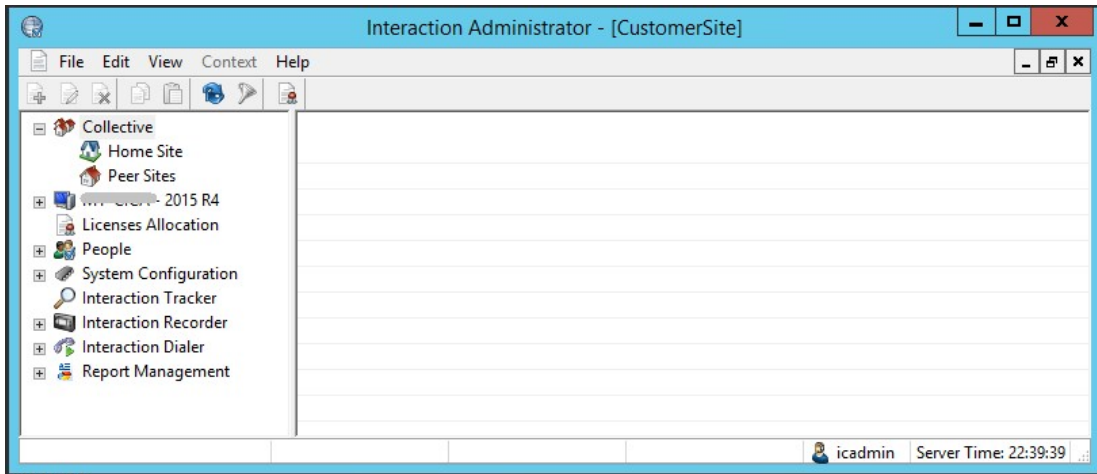 Interaction Administrator - [CustomerSite]
File Edit View Context Help
Collective
Home Site
Peer Sites
- 2015 R4
Licenses Allocation
People
System Configuration
Interaction Tracker
Interaction Recorder
Interaction Dialer
Report Management
icadmin Server Time: 22:39:39